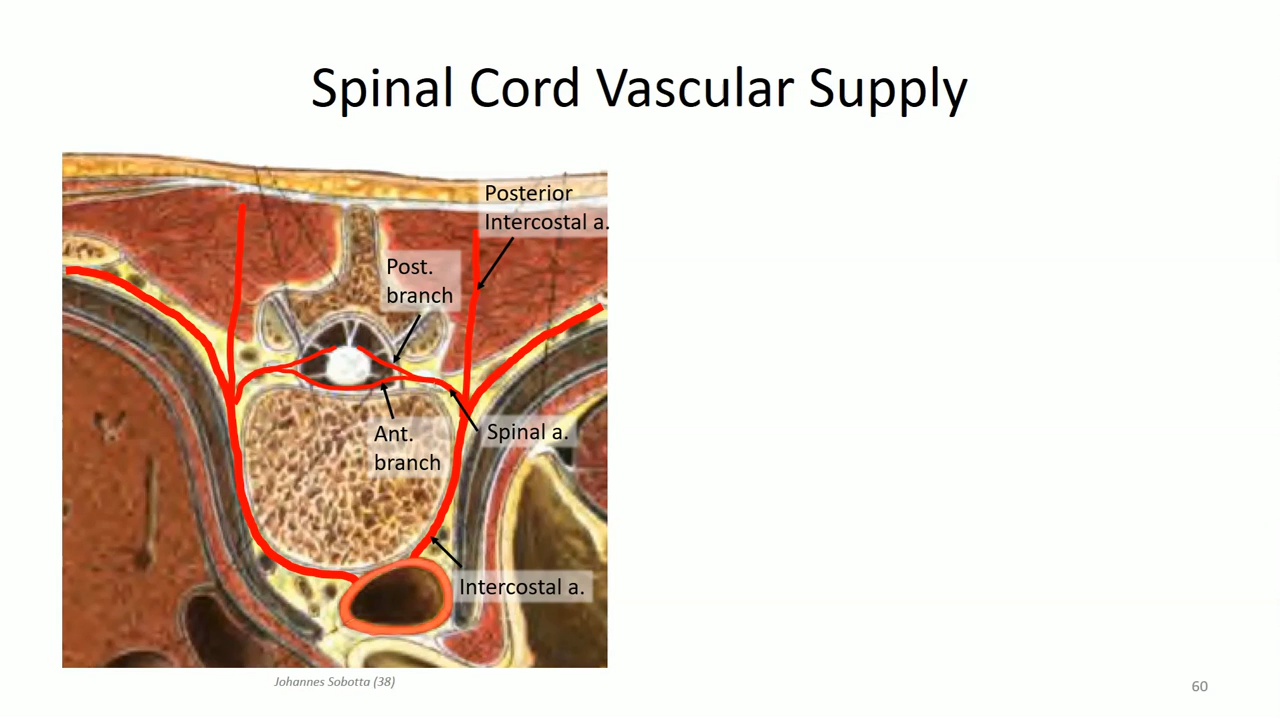 Spinal Cord Vascular Supply
Posterior
Intercostal a.
Post.
branch
Ant.
branch
Spinal a.
Intercostal a.
Johannes Sobotta (38)
60